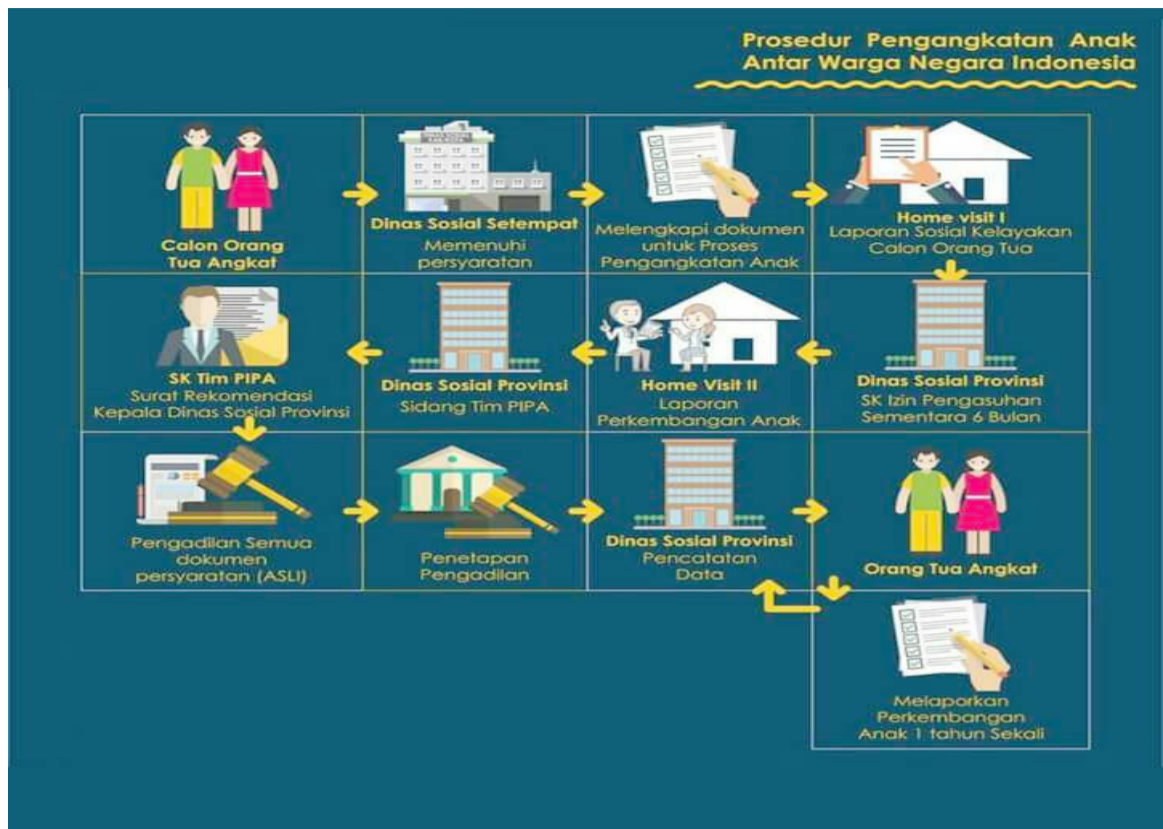 Prosedur Pengangkatan Anak
Antar Warga Negara Indonesia
Calon Orang
Tua Angkat
DINAS SOSIAL
Dinas Sosial Setempat
Memenuhi
persyaratan
Melengkapi dokumen
untuk Proses
Pengangkatan Anak
Home visit I
Laporan Sosial Kelayakan
Calon Orang Tua
Dinas Sosial Provinsi
SK Izin Pengasuhan
Sementara 6 Bulan
Home Visit II
Laporan
Perkembangan Anak
Dinas Sosial Provinsi
Sidang Tim PIPA
SK Tim PIPA
Surat Rekomendasi
Kepala Dinas Sosial Provinsi
Pengadilan Semua
dokumen
persyaratan (ASLI)
Penetapan
Pengadilan
Dinas Sosial Provinsi
Pencatatan
Data
Orang Tua Angkat
Melaporkan
Perkembangan
Anak 1 tahun Sekali